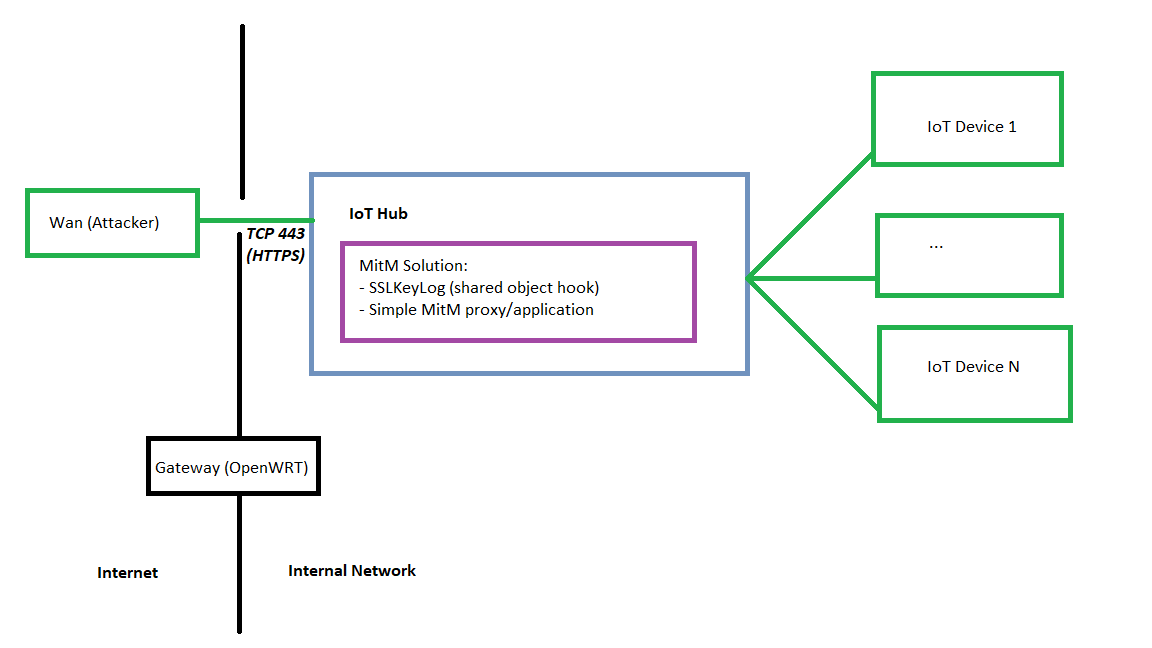 IoT Device 1
Wan (Attacker)
IoT Hub
TCP 443
(HTTPS)
MitM Solution:
- SSLKeyLog (shared object hook)
- Simple MitM proxy/application
...
IoT Device N
Gateway (OpenWRT)
Internet
Internal Network